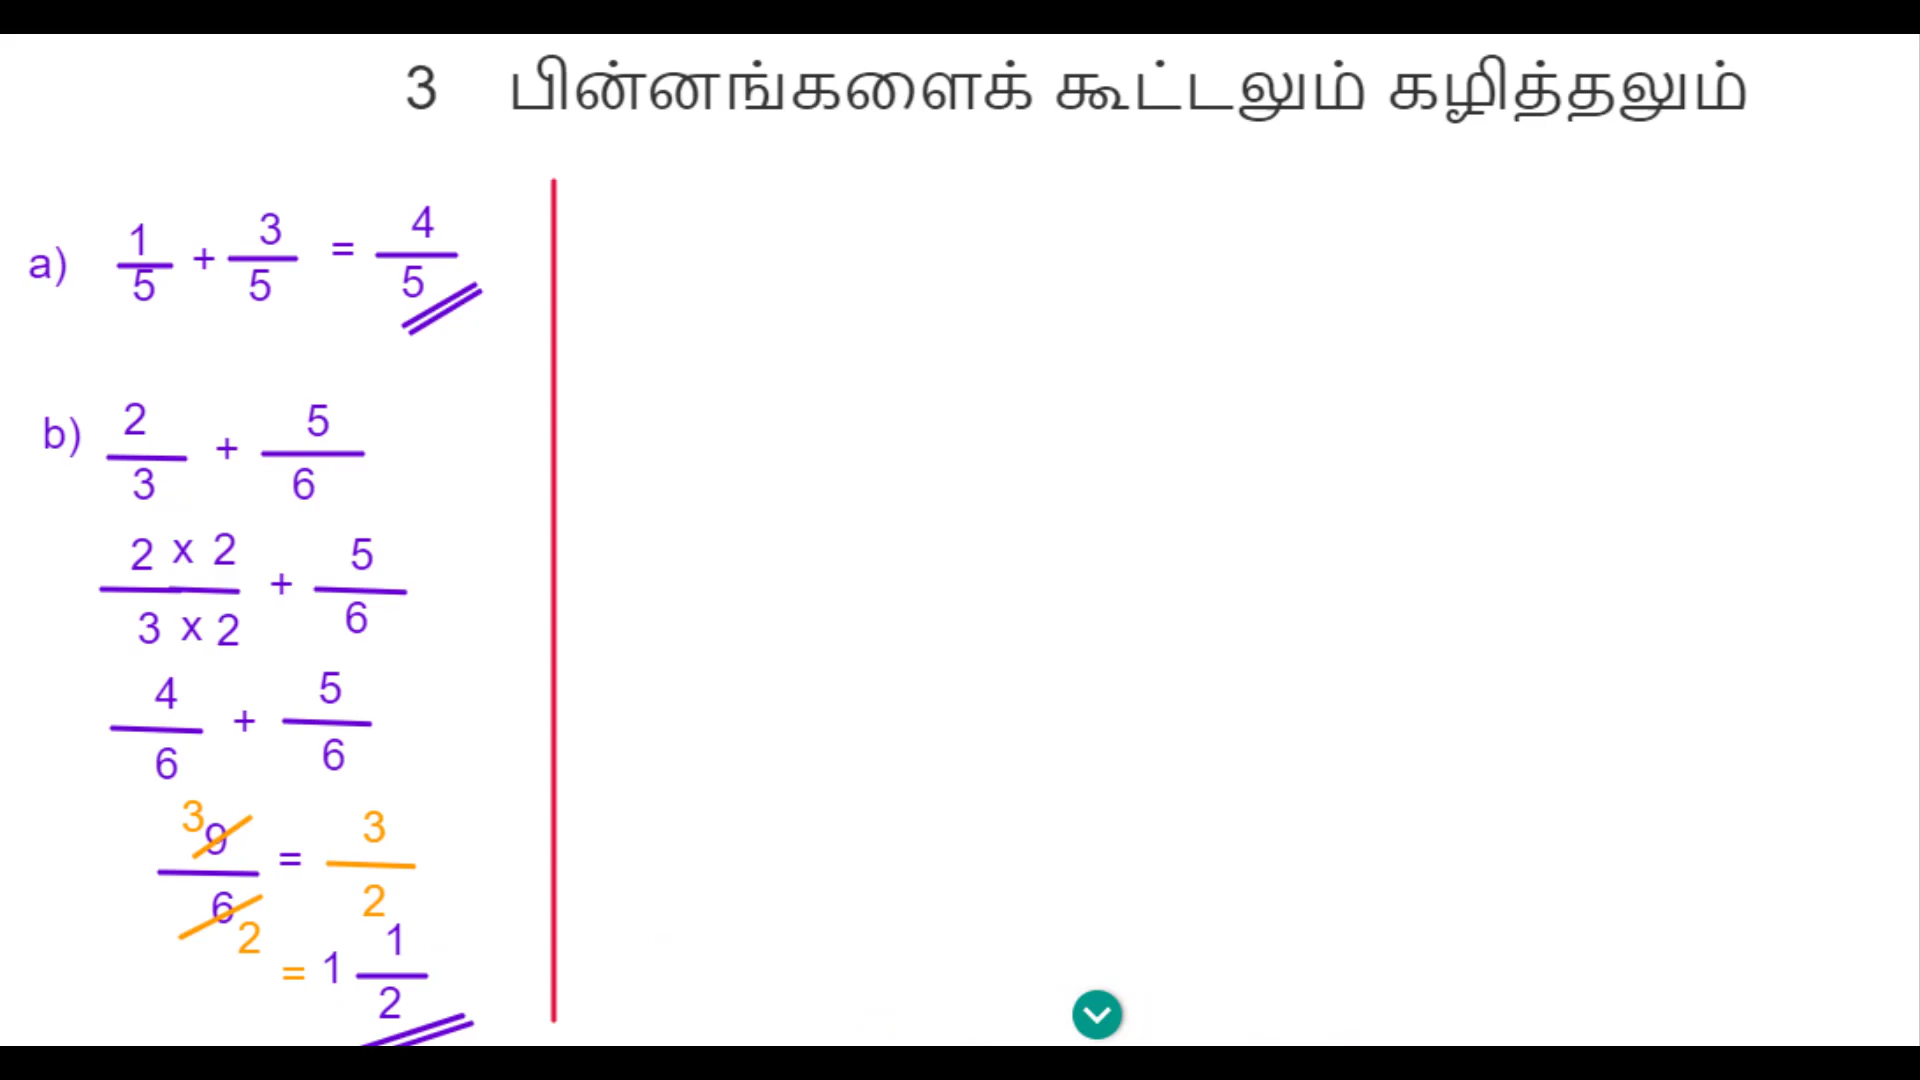 3 பின்னங்களைக் கூட்டலும் கழித்தலும்
a) 1/5 + 3/5 = 4/5
b) 2/3 + 5/6
2 x 2/3 x 2 + 5/6
4/6 + 5/6
3 9/6 2 = 3/2
= 1 1/2